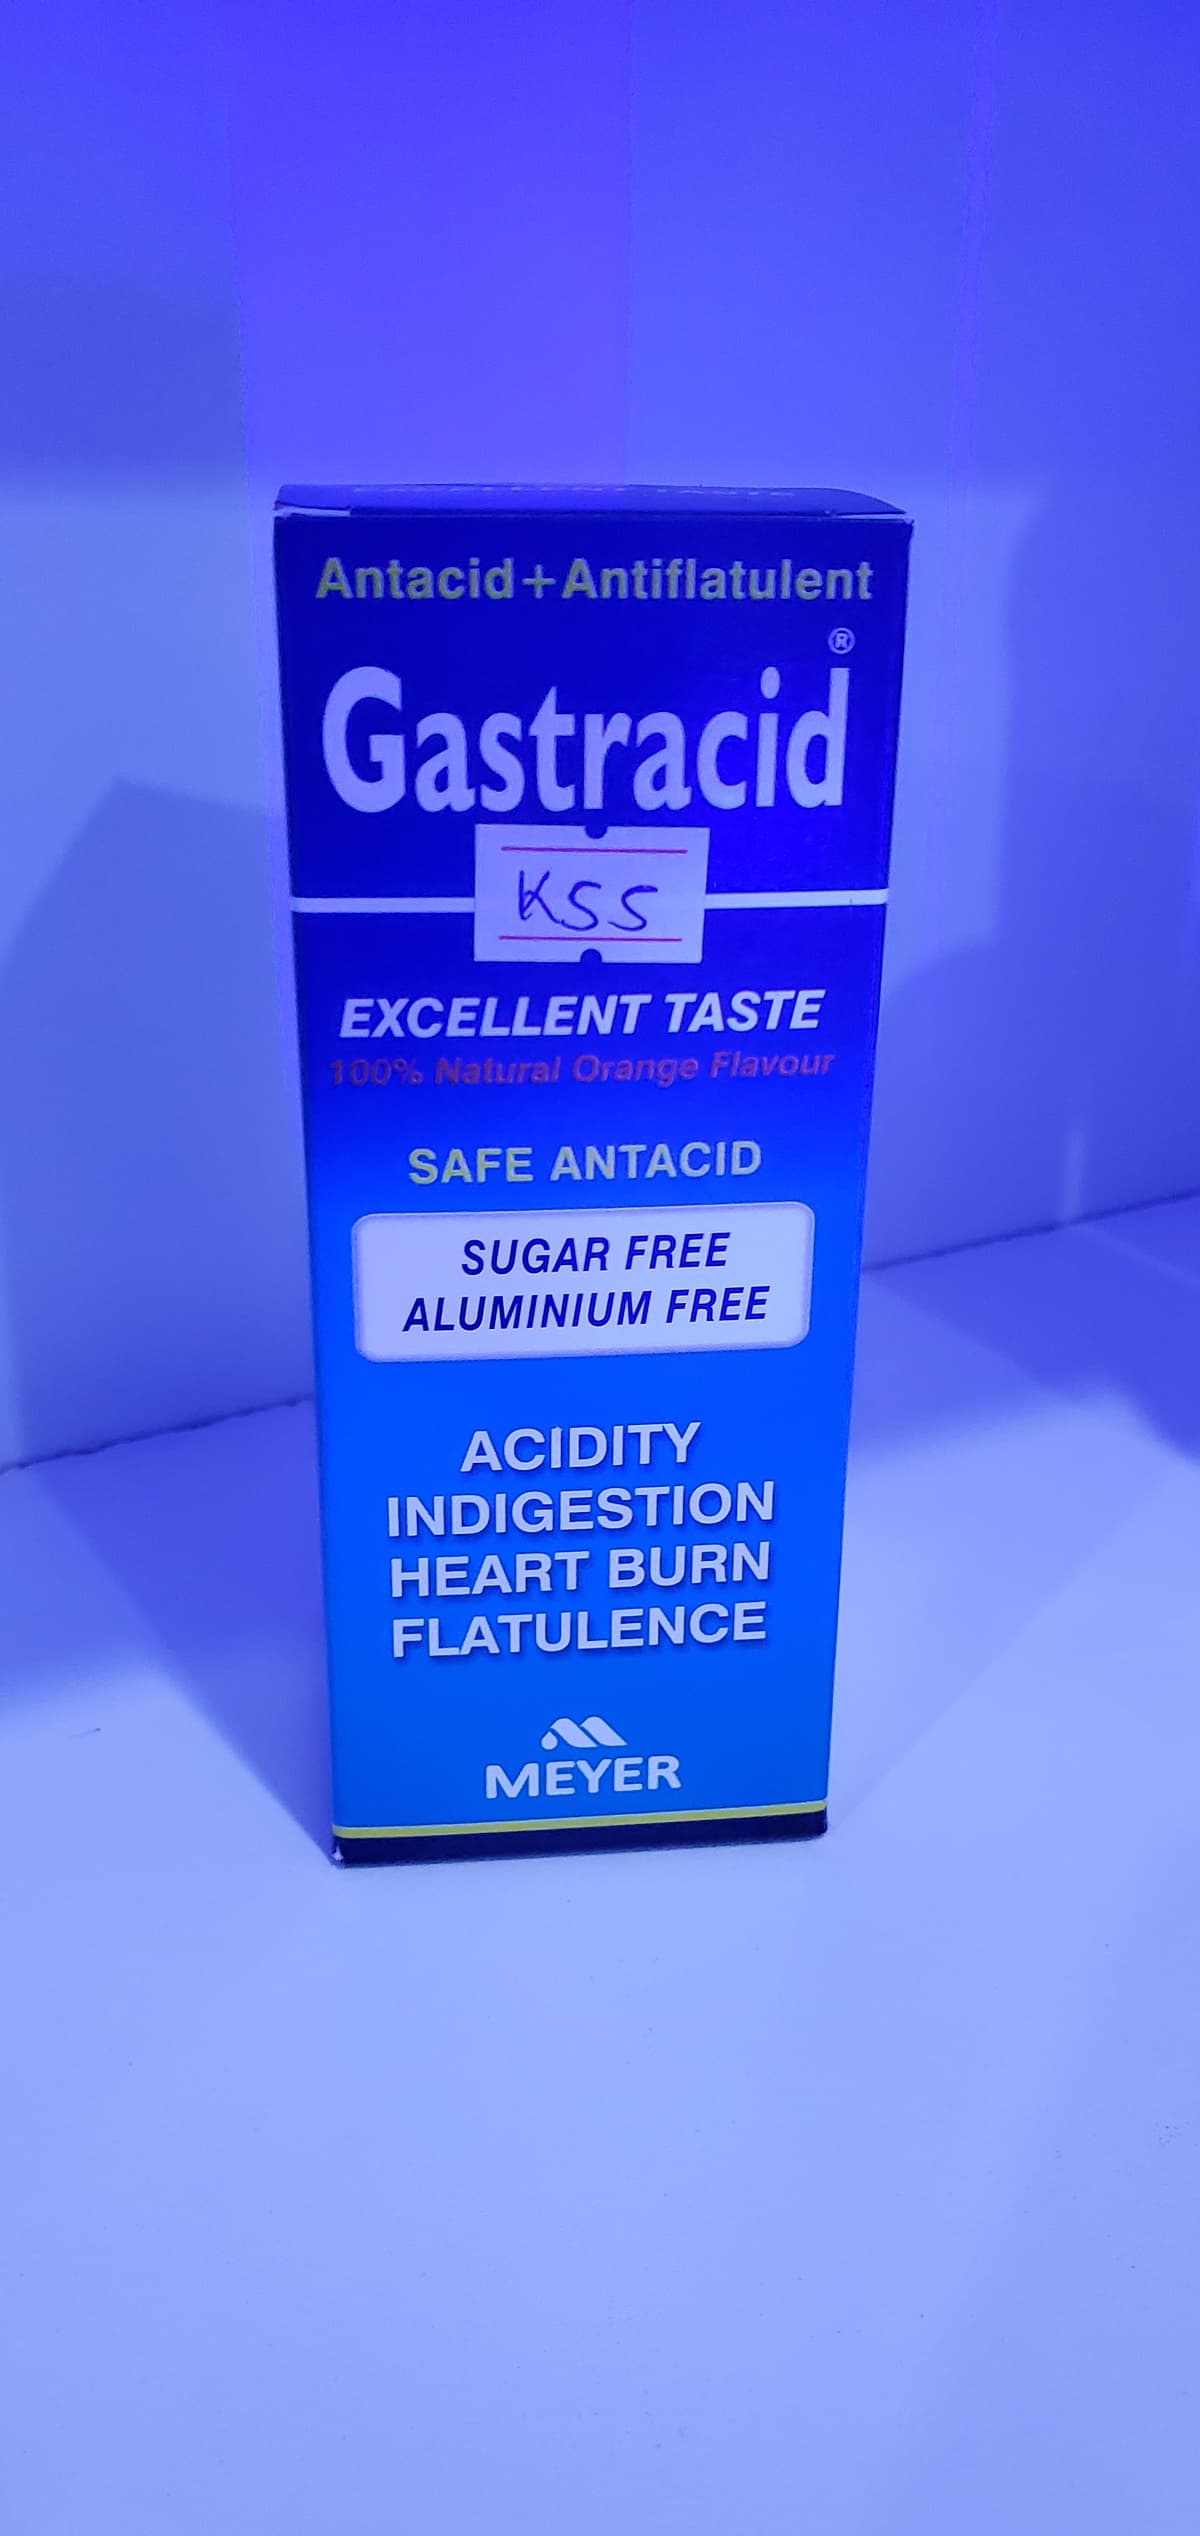 Antacid+Antiflatulent
Gastracid®
KSS
EXCELLENT TASTE
100% Natural Orange Flavour
SAFE ANTACID
SUGAR FREE
ALUMINIUM FREE
ACIDITY
INDIGESTION
HEART BURN
FLATULENCE
MEYER